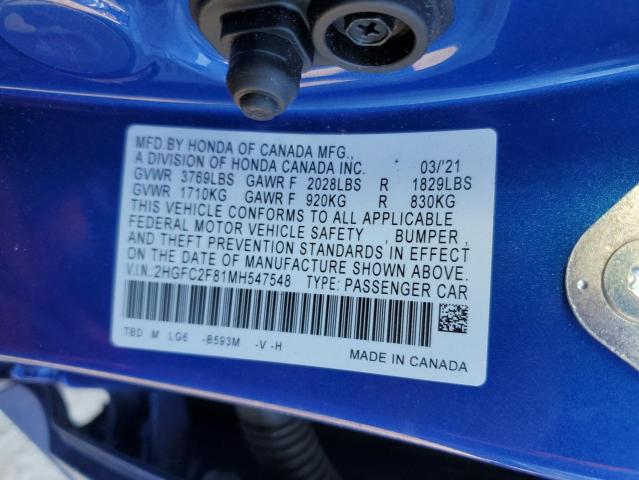 MFD.BY HONDA OF CANADA MFG.,
A DIVISION OF HONDA CANADA INC. 03/'21
GVWR 3769LBS GAWR F 2028LBS R 1829LBS
GVWR 1710KG GAWR F 920KG R 830KG
THIS VEHICLE CONFORMS TO ALL APPLICABLE
FEDERAL MOTOR VEHICLE SAFETY , BUMPER ,
AND THEFT PREVENTION STANDARDS IN EFFECT
ON THE DATE OF MANUFACTURE SHOWN ABOVE.
V.I.N.:2HGFC2F81MH547548 TYPE: PASSENGER CAR
TBD M LG6 -B593M -V -H
MADE IN CANADA